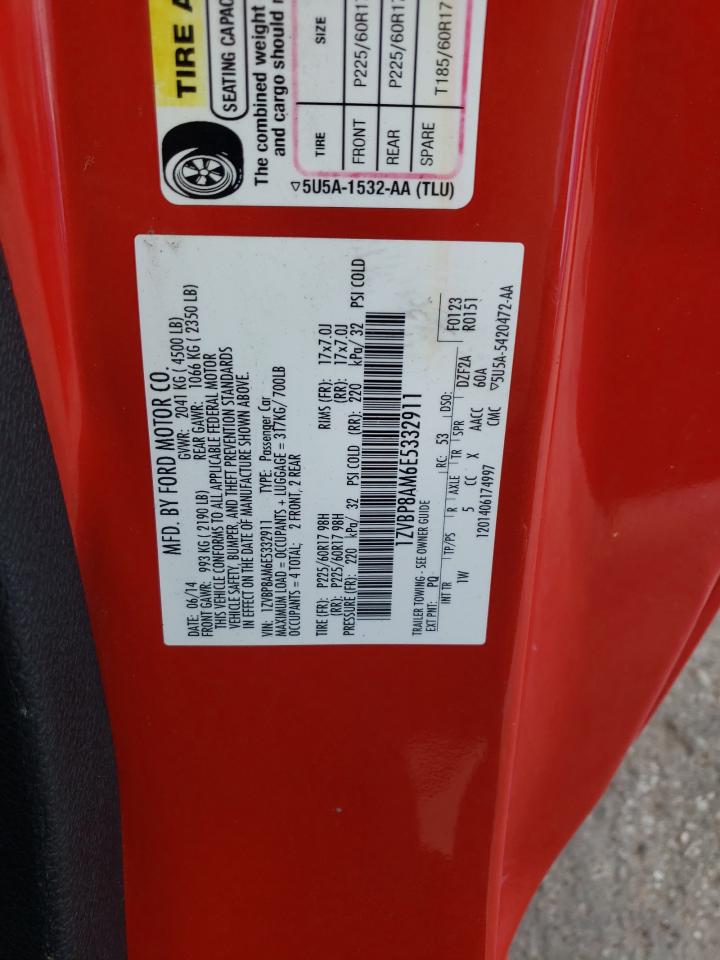 TIRE A
SEATING CAPAC
The combined weight
and cargo should n
TIRE SIZE
FRONT P225/60R17
REAR P225/60R17
SPARE T185/60R17
5U5A-1532-AA (TLU)
MFD. BY FORD MOTOR CO.
DATE: 06/14 GVWR: 2041 KG ( 4500 LB)
FRONT GAWR: 993 KG ( 2190 LB) REAR GAWR: 1066 KG ( 2350 LB)
THIS VEHICLE CONFORMS TO ALL APPLICABLE FEDERAL MOTOR
VEHICLE SAFETY, BUMPER, AND THEFT PREVENTION STANDARDS
IN EFFECT ON THE DATE OF MANUFACTURE SHOWN ABOVE.
VIN: 1ZVBP8AM6E5332911 TYPE: Passenger Car
MAXIMUM LOAD = OCCUPANTS + LUGGAGE = 317KG/ 700LB
OCCUPANTS = 4 TOTAL; 2 FRONT, 2 REAR
TIRE (FR): P225/60R17 98H RIMS (FR): 17x7.0J
(RR): P225/60R17 98H (RR): 17x7.0J
PRESSURE (FR): 220 kPa/ 32 PSI COLD (RR): 220 kPa/ 32 PSI COLD
1ZVBP8AM6E5332911
TRAILER TOWING - SEE OWNER GUIDE
EXT PNT: PQ RC: 53 DSO: F0123
INT TR TP/PS R AXLE TR SPR DZF2A R0151
TW 5 CC X AACC 60A
1201406174997 CMC 5U5A-5420472-AA